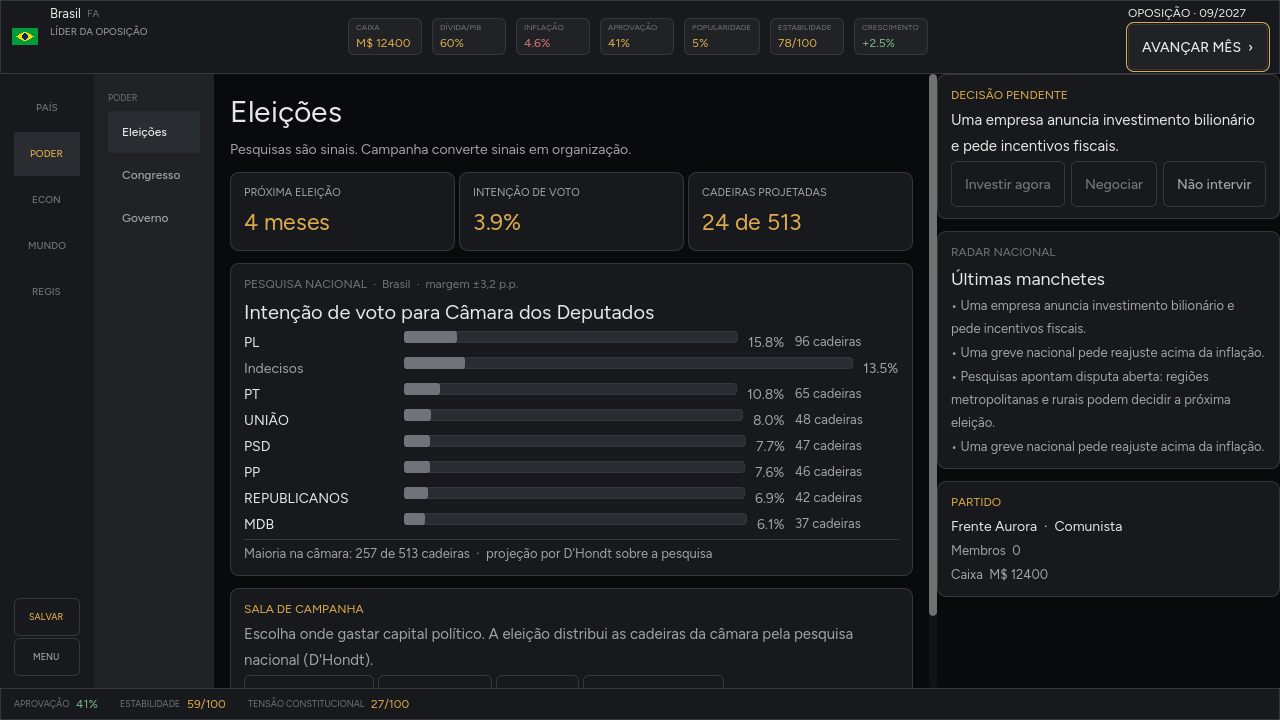 Brasil FA
LÍDER DA OPOSIÇÃO
CAIXA
M$ 12400
DÍVIDA/PIB
60%
INFLAÇÃO
4.6%
APROVAÇÃO
41%
POPULARIDADE
5%
ESTABILIDADE
78/100
CRESCIMENTO
+2.5%
OPOSIÇÃO · 09/2027
AVANÇAR MÊS ›
PAÍS
PODER
ECON
MUNDO
REGIS
SALVAR
MENU
PODER
Eleições
Congresso
Governo
Eleições
Pesquisas são sinais. Campanha converte sinais em organização.
PRÓXIMA ELEIÇÃO
4 meses
INTENÇÃO DE VOTO
3.9%
CADEIRAS PROJETADAS
24 de 513
PESQUISA NACIONAL · Brasil · margem ±3,2 p.p.
Intenção de voto para Câmara dos Deputados
PL 15.8% 96 cadeiras
Indecisos 13.5%
PT 10.8% 65 cadeiras
UNIÃO 8.0% 48 cadeiras
PSD 7.7% 47 cadeiras
PP 7.6% 46 cadeiras
REPUBLICANOS 6.9% 42 cadeiras
MDB 6.1% 37 cadeiras
Maioria na câmara: 257 de 513 cadeiras · projeção por D'Hondt sobre a pesquisa
SALA DE CAMPANHA
Escolha onde gastar capital político. A eleição distribui as cadeiras da câmara pela pesquisa
nacional (D'Hondt).
DECISÃO PENDENTE
Uma empresa anuncia investimento bilionário
e pede incentivos fiscais.
Investir agora
Negociar
Não intervir
RADAR NACIONAL
Últimas manchetes
• Uma empresa anuncia investimento bilionário e
pede incentivos fiscais.
• Uma greve nacional pede reajuste acima da inflação.
• Pesquisas apontam disputa aberta: regiões
metropolitanas e rurais podem decidir a próxima
eleição.
• Uma greve nacional pede reajuste acima da inflação.
PARTIDO
Frente Aurora · Comunista
Membros 0
Caixa M$ 12400
APROVAÇÃO 41% ESTABILIDADE 59/100 TENSÃO CONSTITUCIONAL 27/100